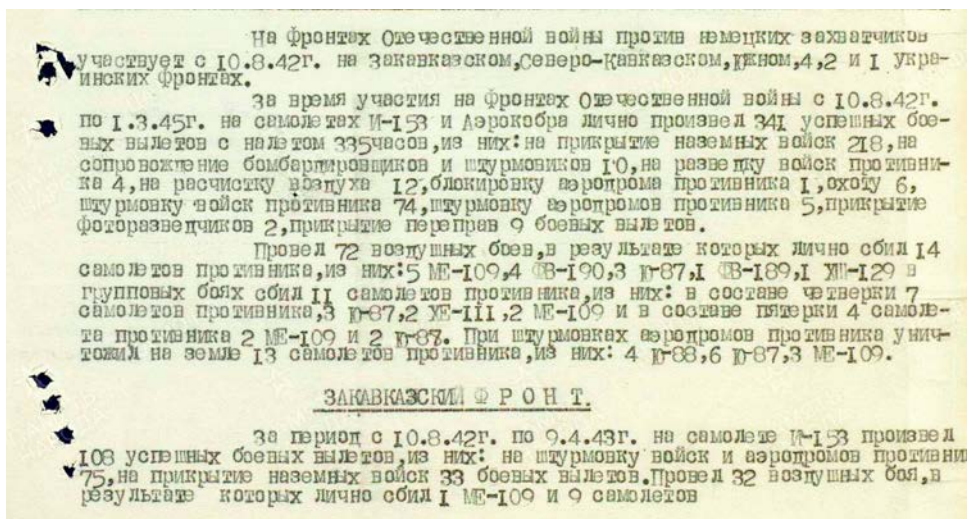 На фронтах Отечественной войны против немецких захватчиков
участвует с 10.8.42г. на Закавказском,Северо-Кавказском,Южном,4,2 и I укра-
инских фронтах.
За время участия на фронтах Отечественной войны с 10.8.42г.
по I.3.45г. на самолетах И-153 и Аэрокобра лично произвел 341 успешных бое-
вых вылетов с налетом 335часов,из них:на прикрытие наземных войск 218,на
сопровождение бомбардировщиков и штурмовиков 10,на разведку войск противни-
ка 4,на расчистку воздуха 12,блокировку аэродрома противника I,охоту 6,
штурмовку войск противника 74,штурмовку аэродромов противника 5,прикрытие
фоторазведчиков 2,прикрытие переправ 9 боевых вылетов.
Провел 72 воздушных боев,в результате которых лично сбил 14
самолетов противника,из них:5 МЕ-109,4 ФВ-190,3 Ю-87,I ФВ-189,I ХШ-129 в
групповых боях сбил II самолетов противника,из них: в составе четверки 7
самолетов противника,3 Ю-87,2 ХЕ-III,2 МЕ-109 и в составе пятерки 4 самоле-
та противника 2 МЕ-109 и 2 Ю-87. При штурмовках аэродромов противника унич-
тожил на земле 13 самолетов противника,из них: 4 Ю-88,6 Ю-87,3 МЕ-109.
ЗАКАВКАЗСКИЙ Ф Р О Н Т.
За период с 10.8.42г. по 9.4.43г. на самолете И-153 произвел
108 успешных боевых вылетов,из них: на штурмовку войск и аэродромов противни
75,на прикрытие наземных войск 33 боевых вылетов.Провел 32 воздушных боя,в
результате которых лично сбил I МЕ-109 и 9 самолетов